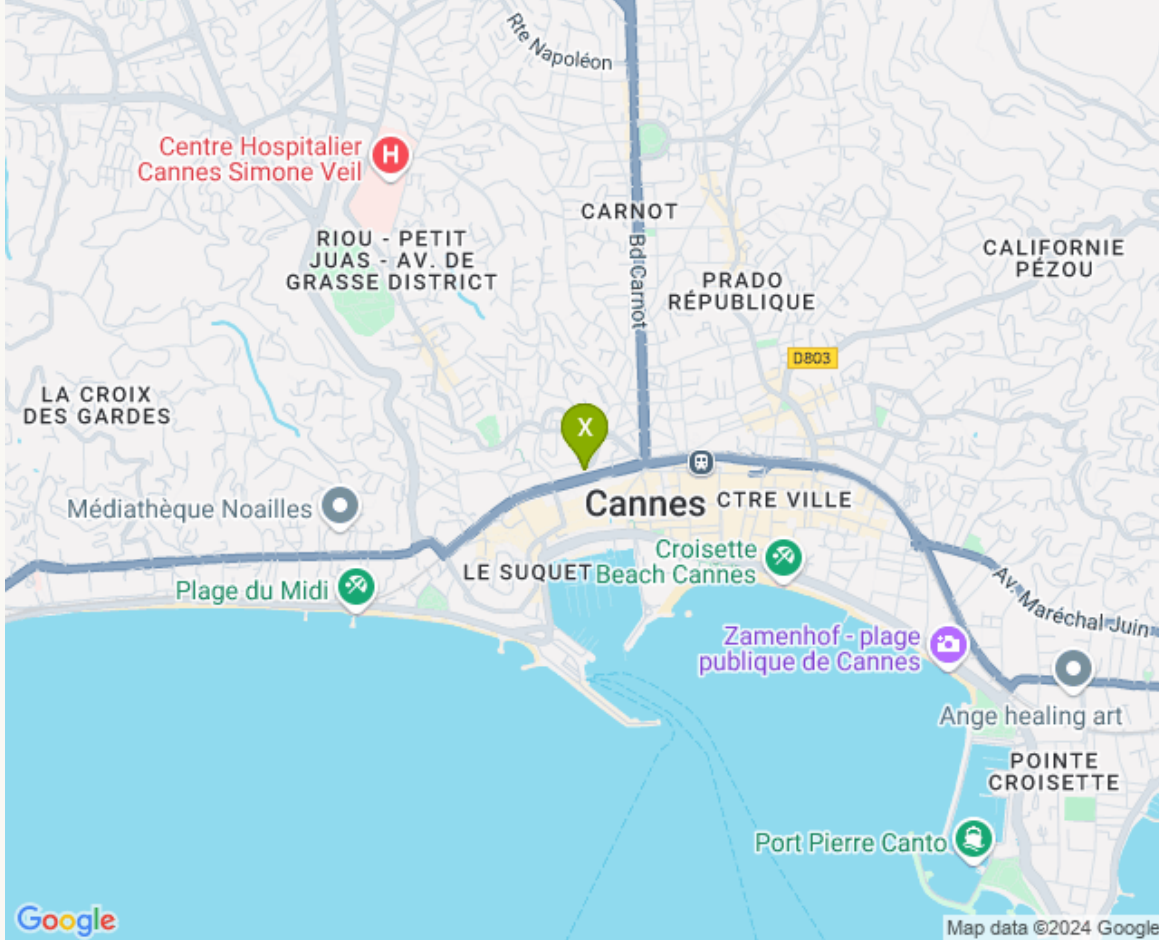 Rte Napoléon
Centre Hospitalier
Cannes Simone Veil
H
CARNOT
Bd Carnot
RIOU - PETIT
JUAS - AV. DE
GRASSE DISTRICT
CALIFORNIE
PÉZOU
PRADO
RÉPUBLIQUE
D803
LA CROIX
DES GARDES
X
Médiathèque Noailles
Cannes
CTRE VILLE
LE SUQUET
Croisette
Beach Cannes
Plage du Midi
Av. Maréchal Juin
Zamenhof - plage
publique de Cannes
Ange healing art
POINTE
CROISETTE
Port Pierre Canto
Google
Map data ©2024 Google